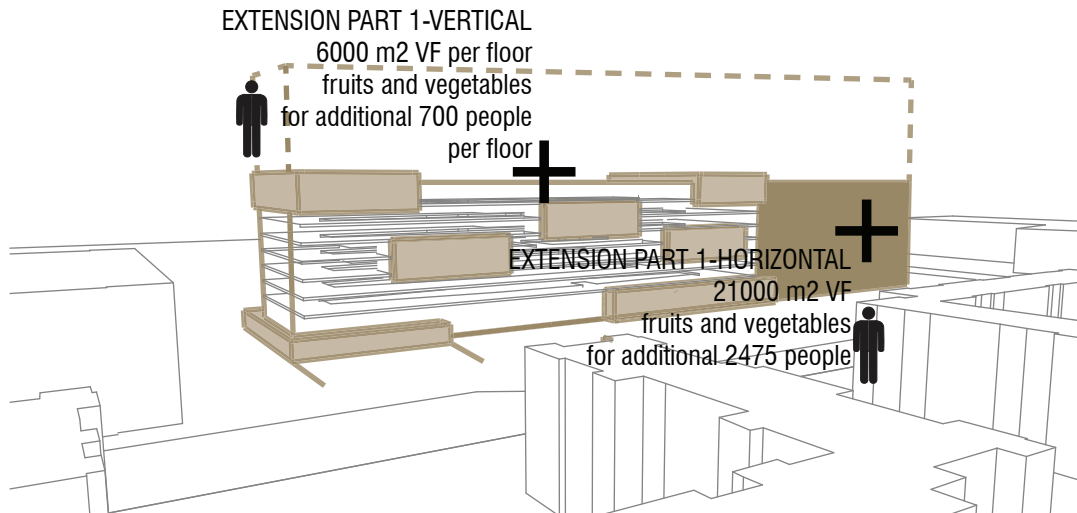 EXTENSION PART 1-VERTICAL
6000 m2 VF per floor
fruits and vegetables
for additional 700 people
per floor
EXTENSION PART 1-HORIZONTAL
21000 m2 VF
fruits and vegetables
for additional 2475 people